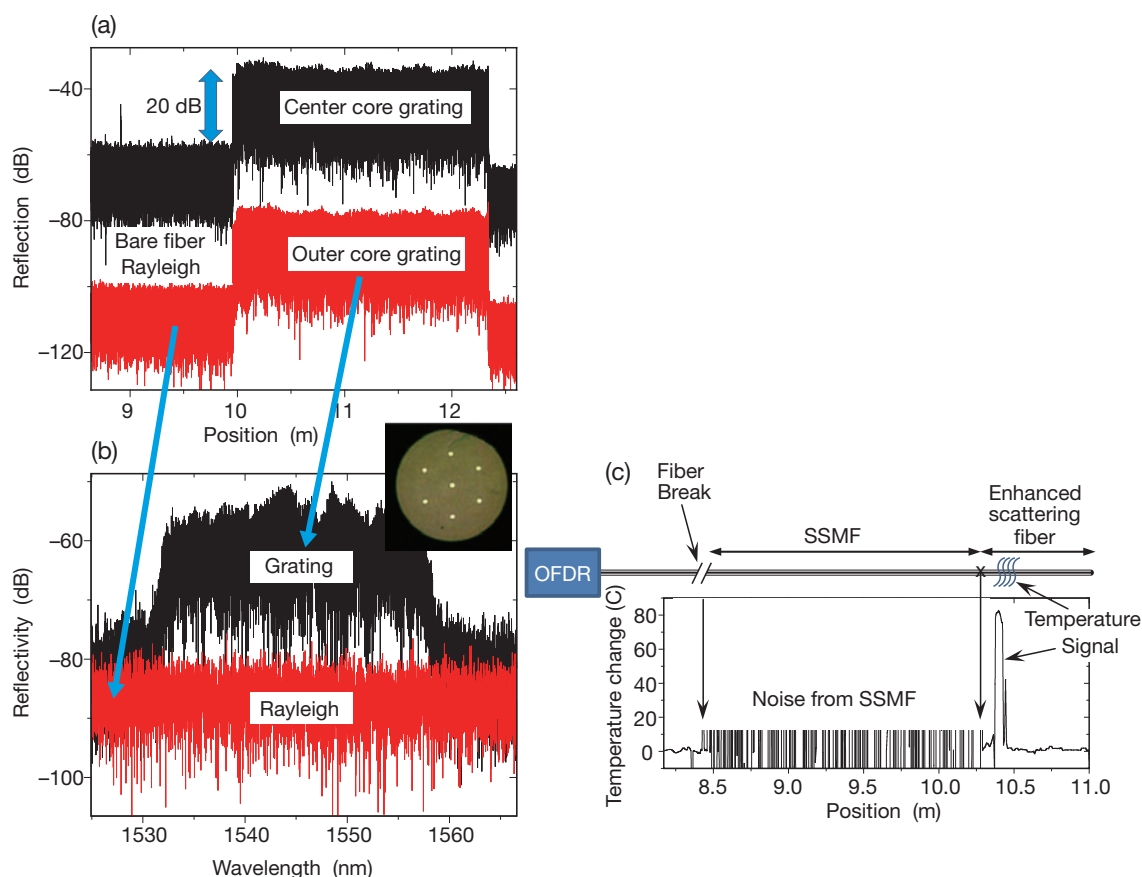 (a)
−40
−80
−120
Reflection (dB)
20 dB
Center core grating
Bare fiber
Rayleigh
Outer core grating
9
10
11
12
Position (m)
(b)
−60
−80
−100
Reflectivity (dB)
Grating
Rayleigh
1530
1540
1550
1560
Wavelength (nm)
(c)
Fiber
Break
SSMF
Enhanced
scattering
fiber
OFDR
x
Temperature
Signal
Noise from SSMF
Temperature change (C)
80
60
40
20
0
8.5
9.0
9.5
10.0
10.5
11.0
Position (m)